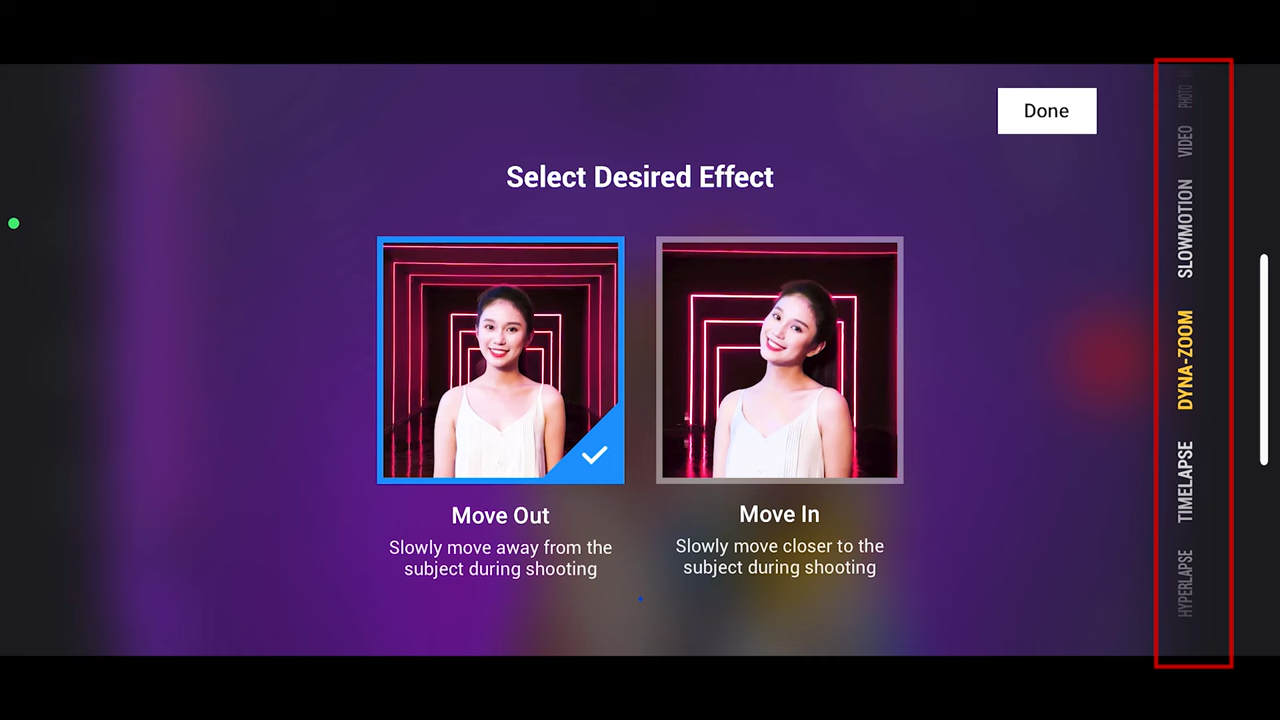 Done
Select Desired Effect
Move Out
Slowly move away from the
subject during shooting
Move In
Slowly move closer to the
subject during shooting
PHOTO
VIDEO
SLOWMOTION
DYNA-ZOOM
TIMELAPSE
HYPERLAPSE